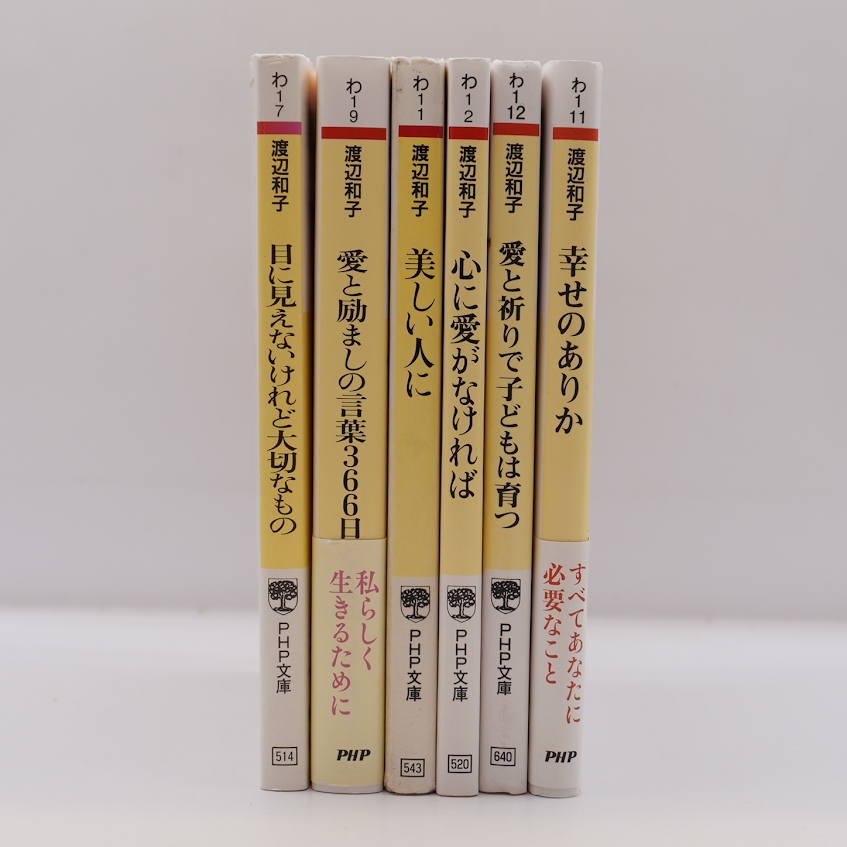 わ
1
7
渡辺和子
目に見えないけれど大切なもの
PHP文庫
514
わ
1
9
渡辺和子
愛と励ましの言葉366日
私らしく
生きるために
PHP
わ
1
1
渡辺和子
美しい人に
PHP文庫
543
わ
1
2
渡辺和子
心に愛がなければ
PHP文庫
520
わ
1
12
渡辺和子
愛と祈りで子どもは育つ
PHP文庫
640
わ
1
11
渡辺和子
幸せのありか
すべてあなたに
必要なこと
PHP